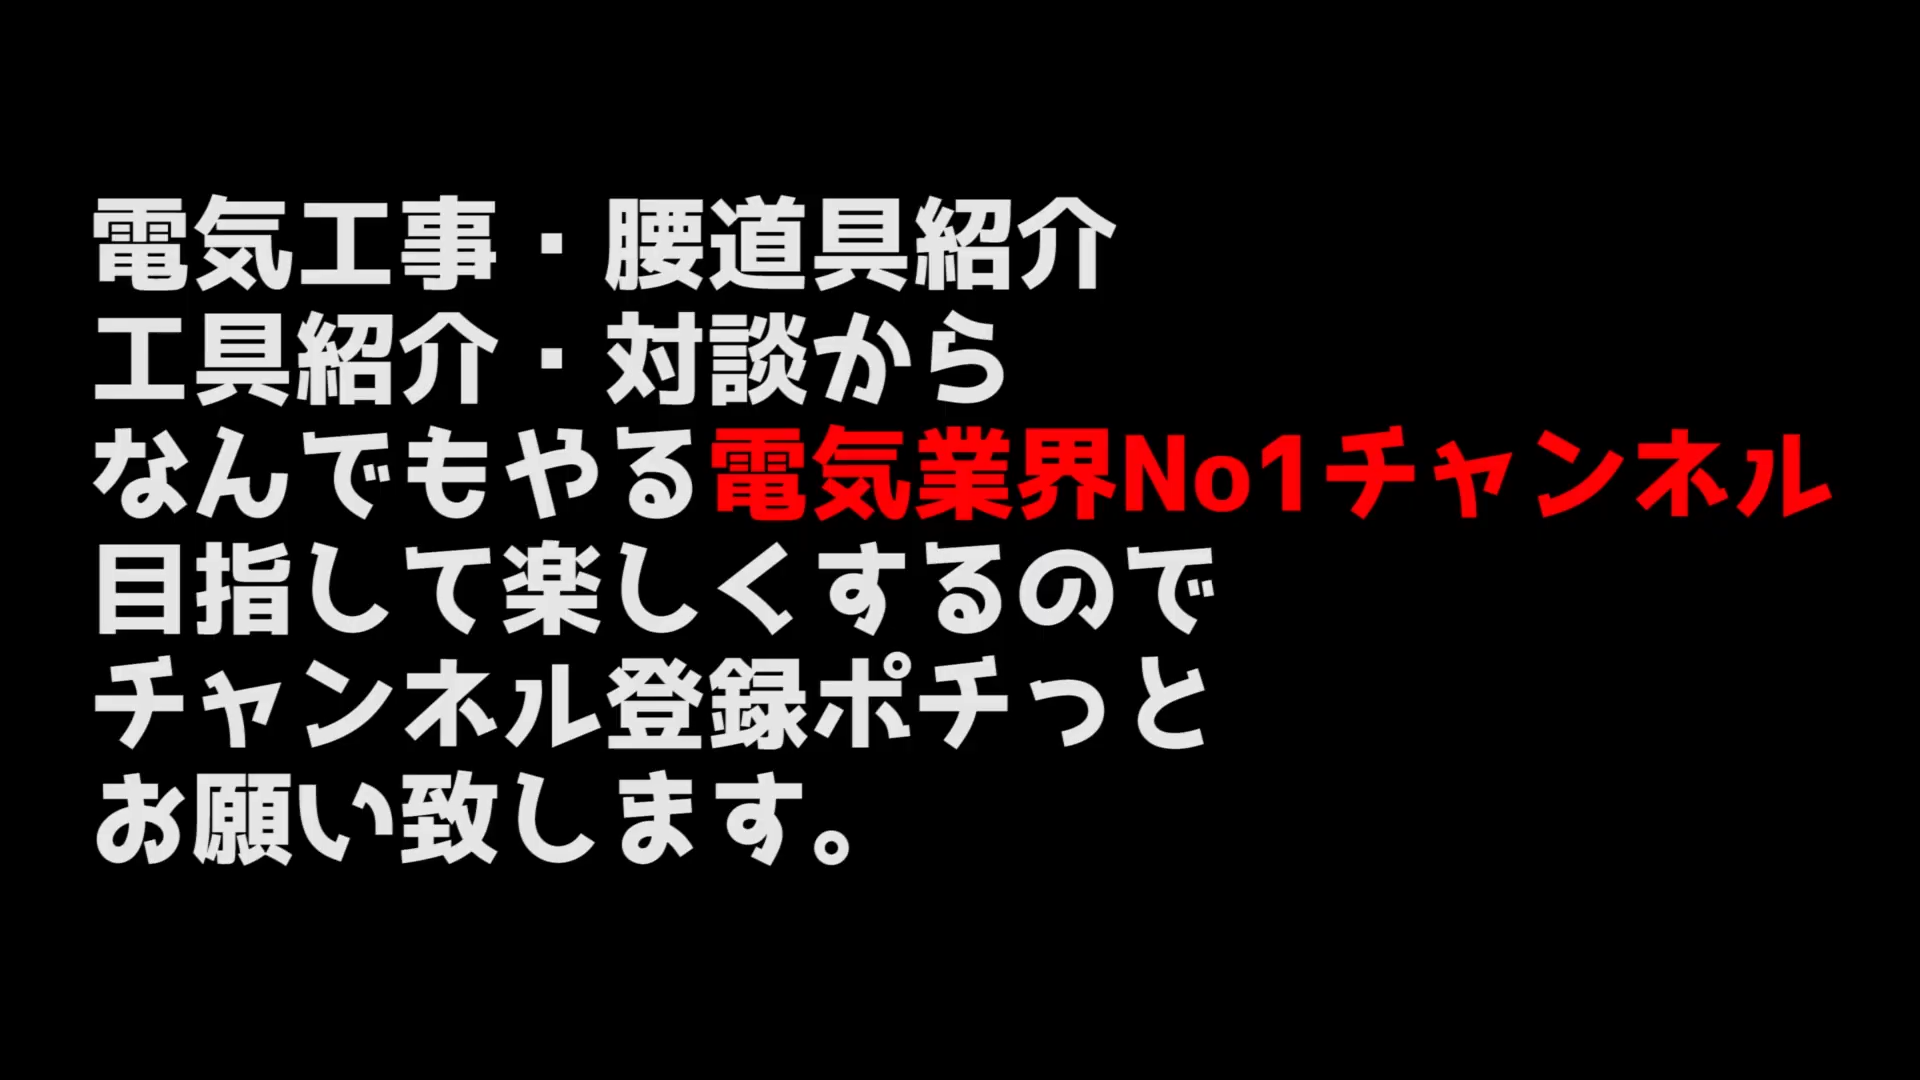 電気工事・腰道具紹介
工具紹介・対談から
なんでもやる電気業界No1チャンネル
目指して楽しくするので
チャンネル登録ポチっと
お願い致します。